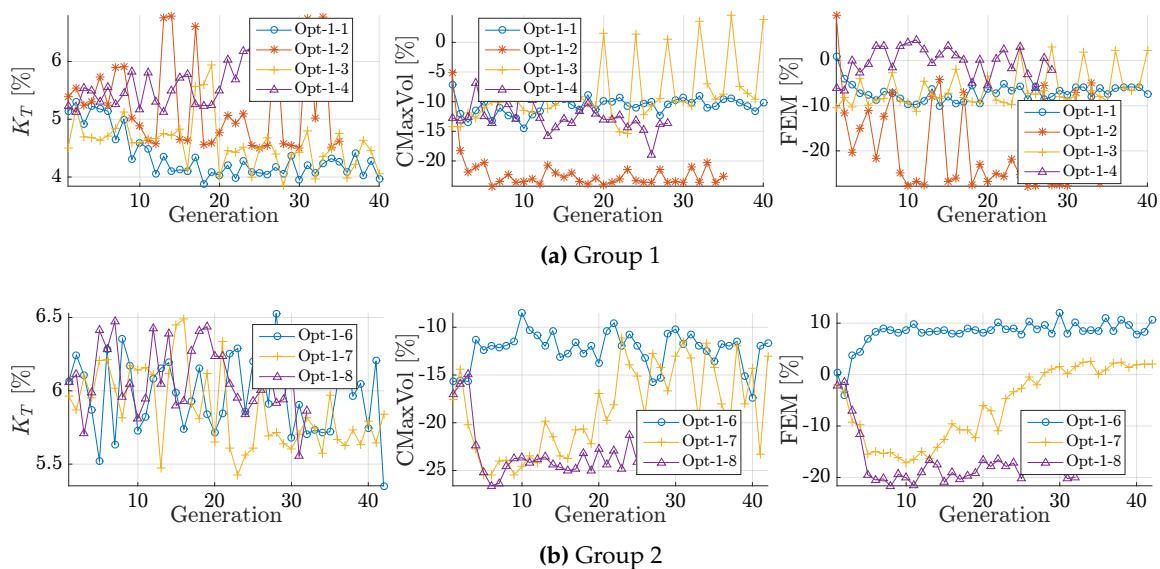 K_T [%]
6
5
4
10 20 30 40
Generation
Opt-1-1
Opt-1-2
Opt-1-3
Opt-1-4
CMaxVol [%]
0
-5
-10
-15
-20
10 20 30 40
Generation
Opt-1-1
Opt-1-2
Opt-1-3
Opt-1-4
FEM [%]
0
-10
-20
10 20 30 40
Generation
Opt-1-1
Opt-1-2
Opt-1-3
Opt-1-4
(a) Group 1
K_T [%]
6.5
6
5.5
10 20 30 40
Generation
Opt-1-6
Opt-1-7
Opt-1-8
CMaxVol [%]
-10
-15
-20
-25
10 20 30 40
Generation
Opt-1-6
Opt-1-7
Opt-1-8
FEM [%]
10
0
-10
-20
10 20 30 40
Generation
Opt-1-6
Opt-1-7
Opt-1-8
(b) Group 2